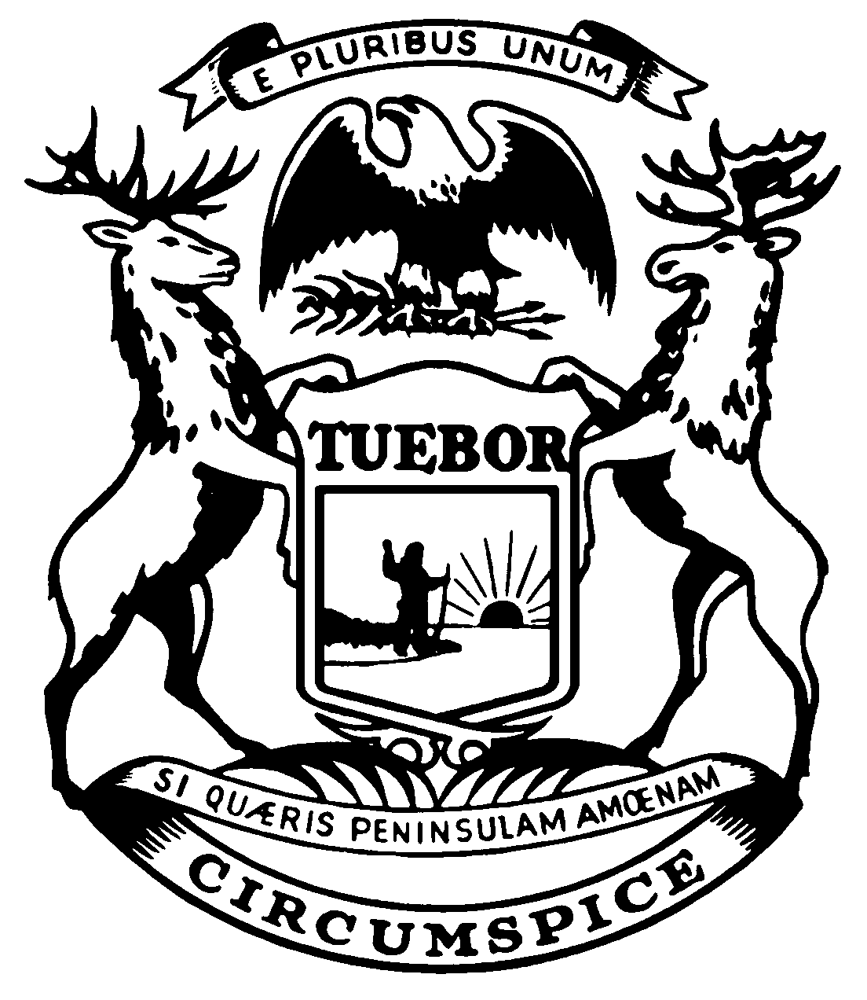 E PLURIBUS UNUM
TUEBOR
SI QUÆRIS PENINSULAM AMŒNAM
CIRCUMSPICE